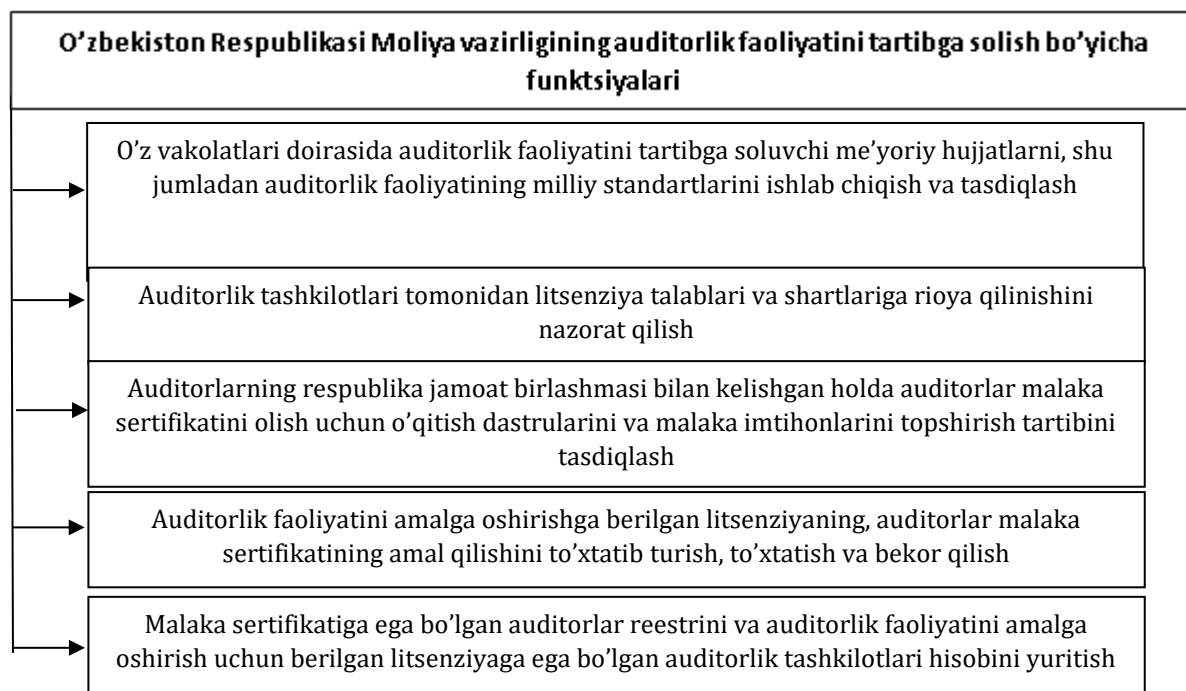 O’zbekiston Respublikasi Moliya vazirligining auditorlik faoliyatini tartibga solish bo’yicha
funktsiyalari
O’z vakolatlari doirasida auditorlik faoliyatini tartibga soluvchi me’yoriy hujjatlarni, shu
jumladan auditorlik faoliyatining milliy standartlarini ishlab chiqish va tasdiqlash
Auditorlik tashkilotlari tomonidan litsenziya talablari va shartlariga rioya qilinishini
nazorat qilish
Auditorlarning respublika jamoat birlashmasi bilan kelishgan holda auditorlar malaka
sertifikatini olish uchun o’qitish dastrularini va malaka imtihonlarini topshirish tartibini
tasdiqlash
Auditorlik faoliyatini amalga oshirishga berilgan litsenziyaning, auditorlar malaka
sertifikatining amal qilishini to’xtatib turish, to’xtatish va bekor qilish
Malaka sertifikatiga ega bo’lgan auditorlar reestrini va auditorlik faoliyatini amalga
oshirish uchun berilgan litsenziyaga ega bo’lgan auditorlik tashkilotlari hisobini yuritish